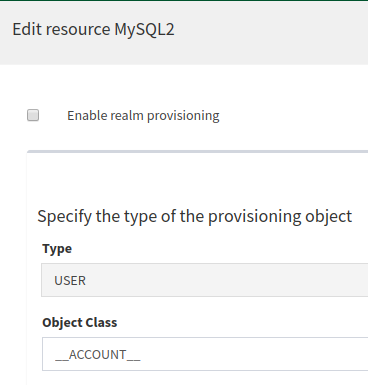 Edit resource MySQL2
Enable realm provisioning
Specify the type of the provisioning object
Type
USER
Object Class
__ACCOUNT__